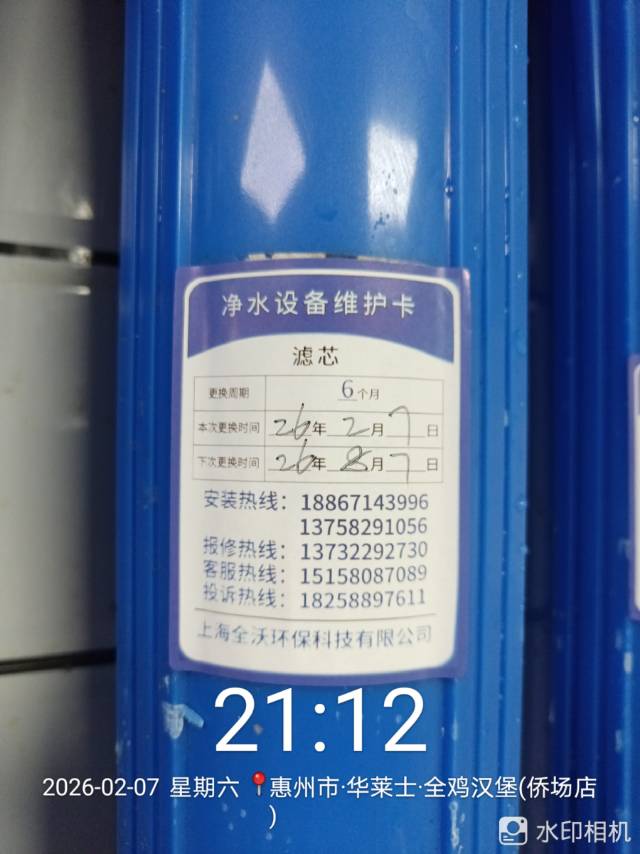 净水设备维护卡
滤芯
更换周期 6个月
本次更换时间 26年2月7日
下次更换时间 26年8月7日
安装热线：18867143996
13758291056
报修热线：13732292730
客服热线：15158087089
投诉热线：18258897611
上海全沃环保科技有限公司
21:12
2026-02-07 星期六 惠州市·华莱士·全鸡汉堡(侨场店
)
水印相机